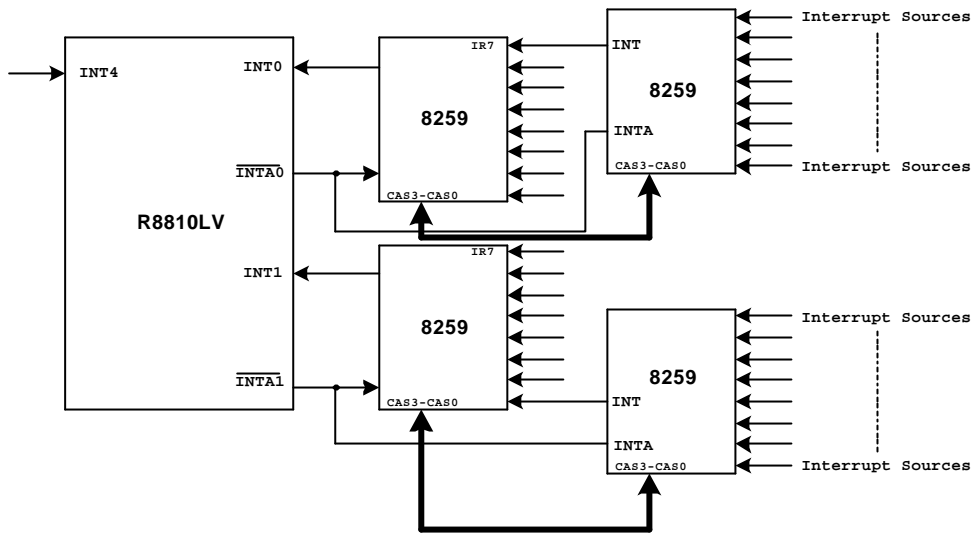 INT4
INT0
INTA0
R8810LV
INT1
INTA1
IR7
8259
CAS3-CAS0
INT
8259
INTA
CAS3-CAS0
Interrupt Sources
Interrupt Sources
IR7
8259
CAS3-CAS0
8259
INT
INTA
CAS3-CAS0
Interrupt Sources
Interrupt Sources